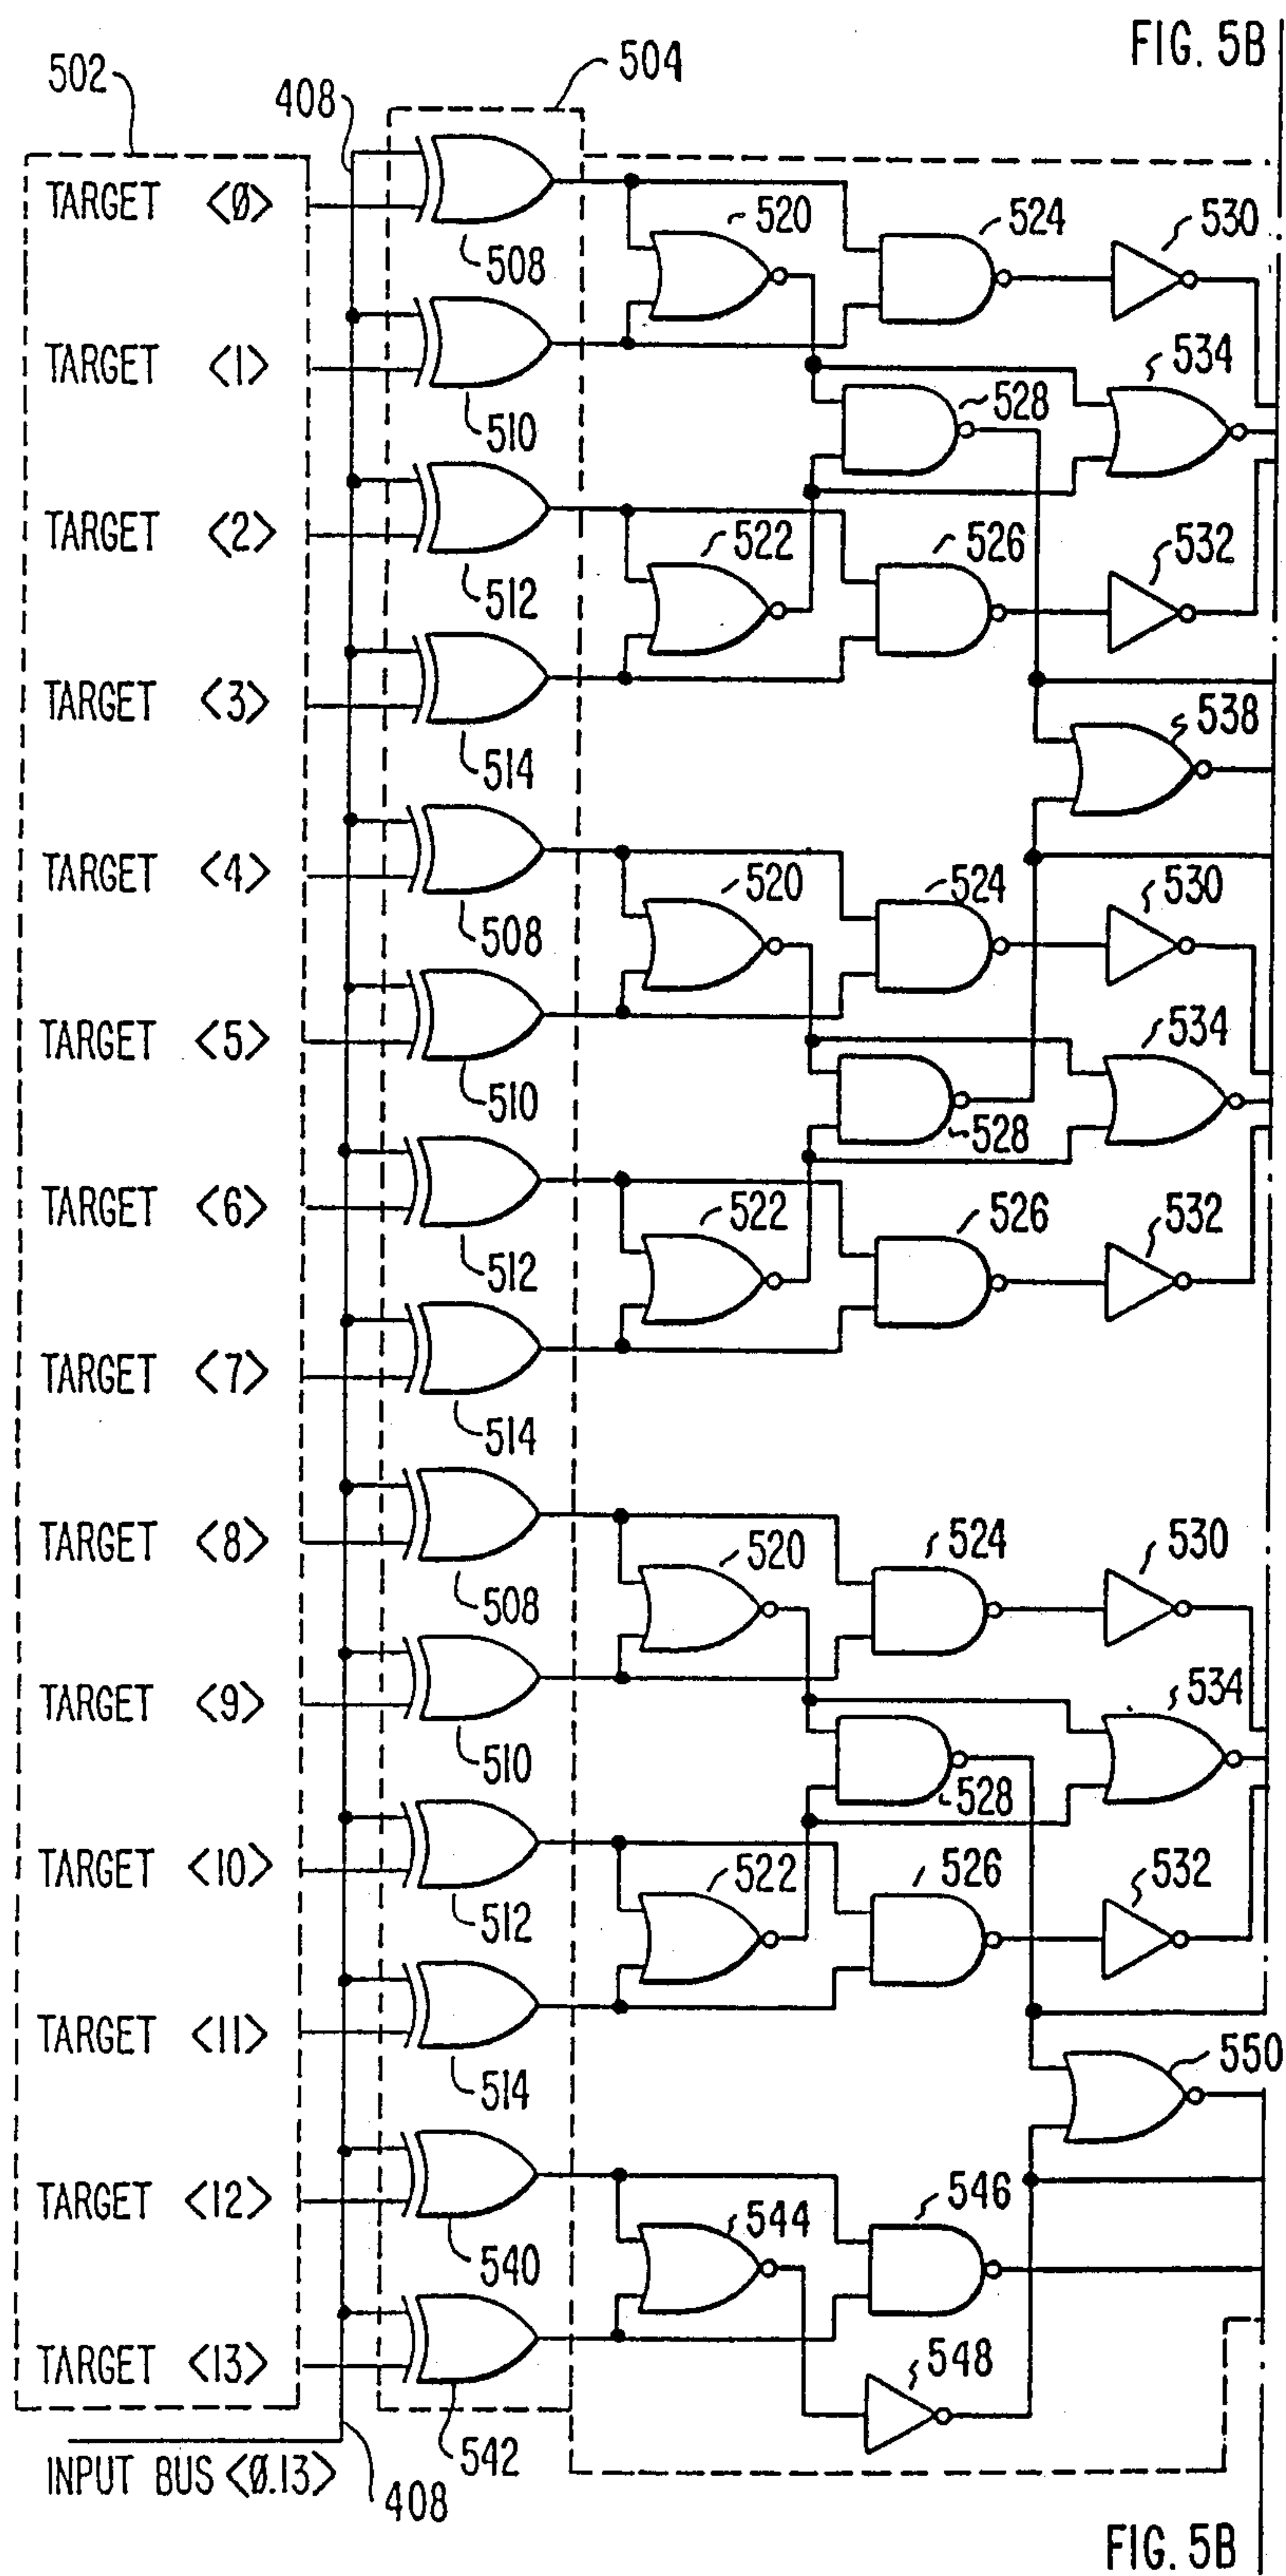 FIG. 5B
502
504
408
TARGET <Ø>
508
520
524
530
TARGET <1>
510
528
534
TARGET <2>
512
522
526
532
TARGET <3>
514
538
TARGET <4>
508
520
524
530
TARGET <5>
510
528
534
TARGET <6>
512
522
526
532
TARGET <7>
514
TARGET <8>
508
520
524
530
TARGET <9>
510
528
534
TARGET <10>
512
522
526
532
TARGET <11>
514
550
TARGET <12>
540
544
546
TARGET <13>
542
548
INPUT BUS <Ø.13>
408
FIG. 5B